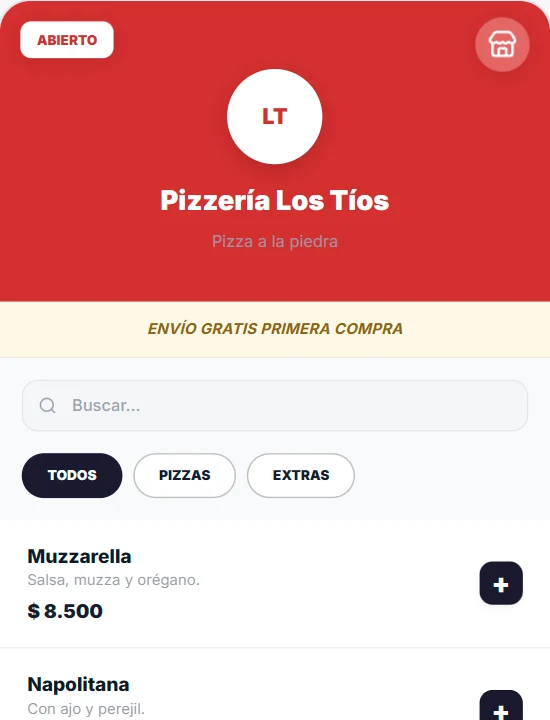 ABIERTO
LT
Pizzería Los Tíos
Pizza a la piedra
ENVÍO GRATIS PRIMERA COMPRA
Buscar...
TODOS
PIZZAS
EXTRAS
Muzzarella
Salsa, muzza y orégano.
$ 8.500
+
Napolitana
Con ajo y perejil.
+